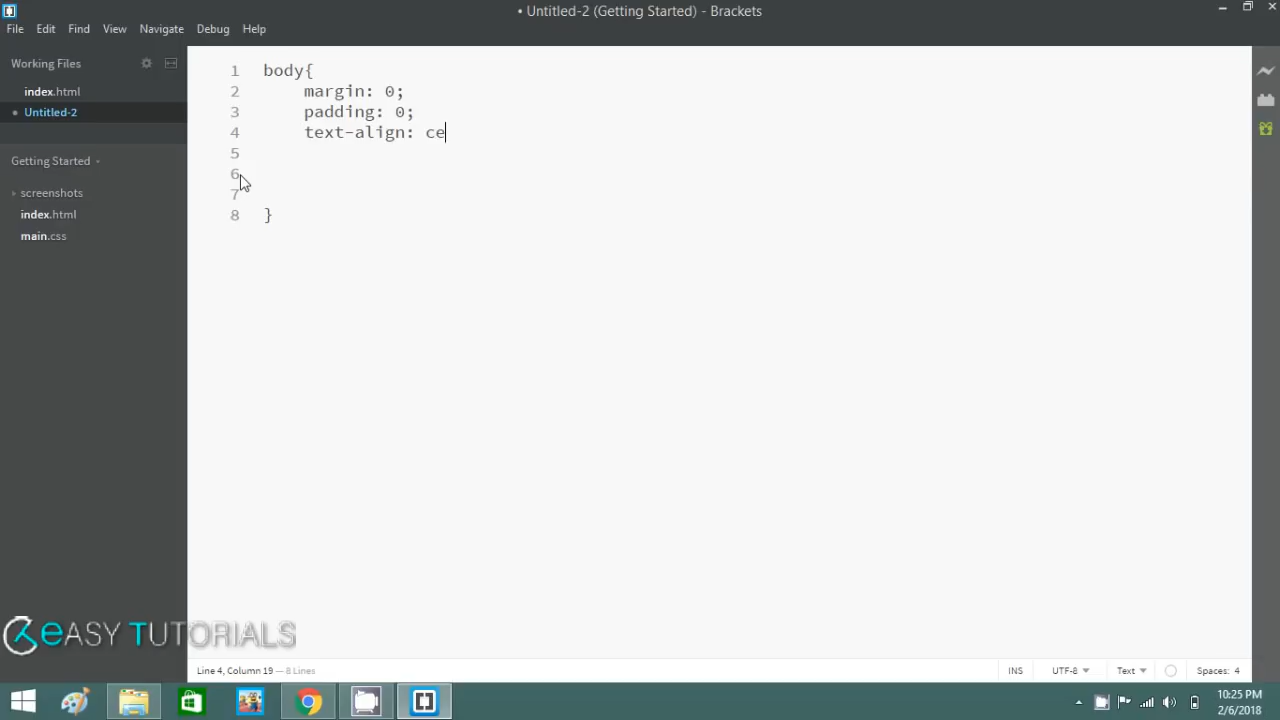 • Untitled-2 (Getting Started) - Brackets
File Edit Find View Navigate Debug Help
Working Files
index.html
• Untitled-2
Getting Started
screenshots
index.html
main.css
1 body{
2 margin: 0;
3 padding: 0;
4 text-align: ce
5
6
7
8 }
eASY TUTORIALS
Line 4, Column 19 — 8 Lines
INS UTF-8 Text Spaces: 4
10:25 PM
2/6/2018